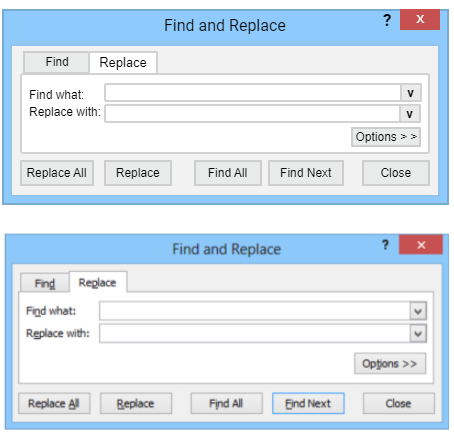 Find and Replace ? x
Find Replace
Find what: v
Replace with: v
Options > >
Replace All Replace Find All Find Next Close
Find and Replace ? x
Find Replace
Find what:
Replace with:
Options >>
Replace All Replace Find All Find Next Close